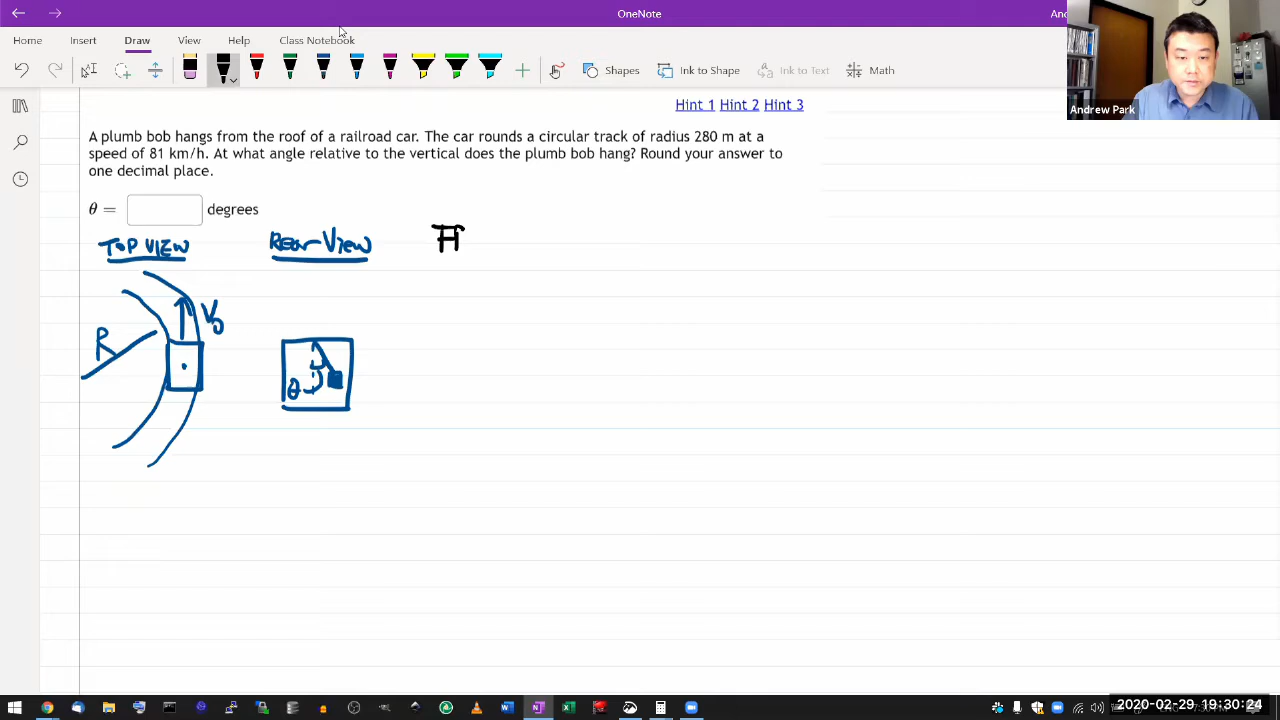 OneNote
And
Home Insert Draw View Help Class Notebook
Shapes Ink to Shape Ink to Text Math
Andrew Park
Hint 1 Hint 2 Hint 3
A plumb bob hangs from the roof of a railroad car. The car rounds a circular track of radius 280 m at a
speed of 81 km/h. At what angle relative to the vertical does the plumb bob hang? Round your answer to
one decimal place.
θ = degrees
TOP VIEW Rear View
V₀
R
θ
2020-02-29 19:30:24